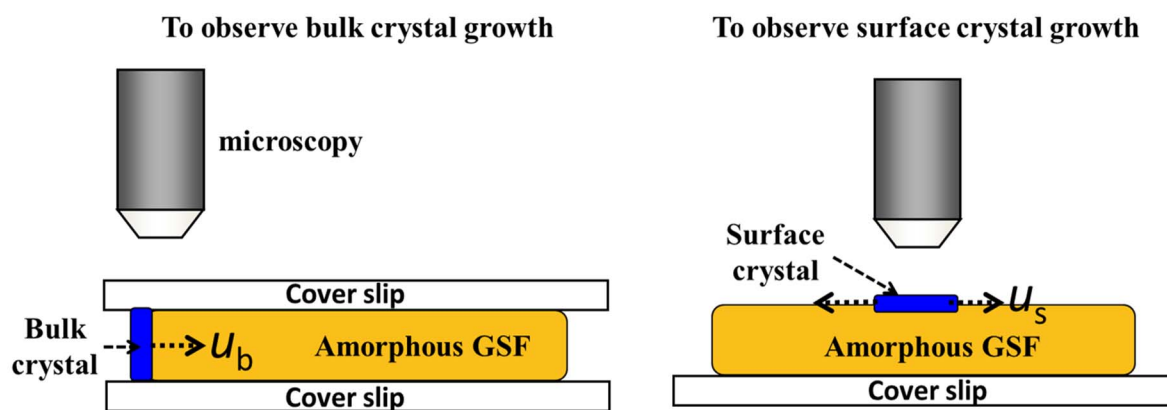 To observe bulk crystal growth
microscopy
Cover slip
Bulk
crystal
u_b
Amorphous GSF
Cover slip
To observe surface crystal growth
Surface
crystal
u_s
Amorphous GSF
Cover slip